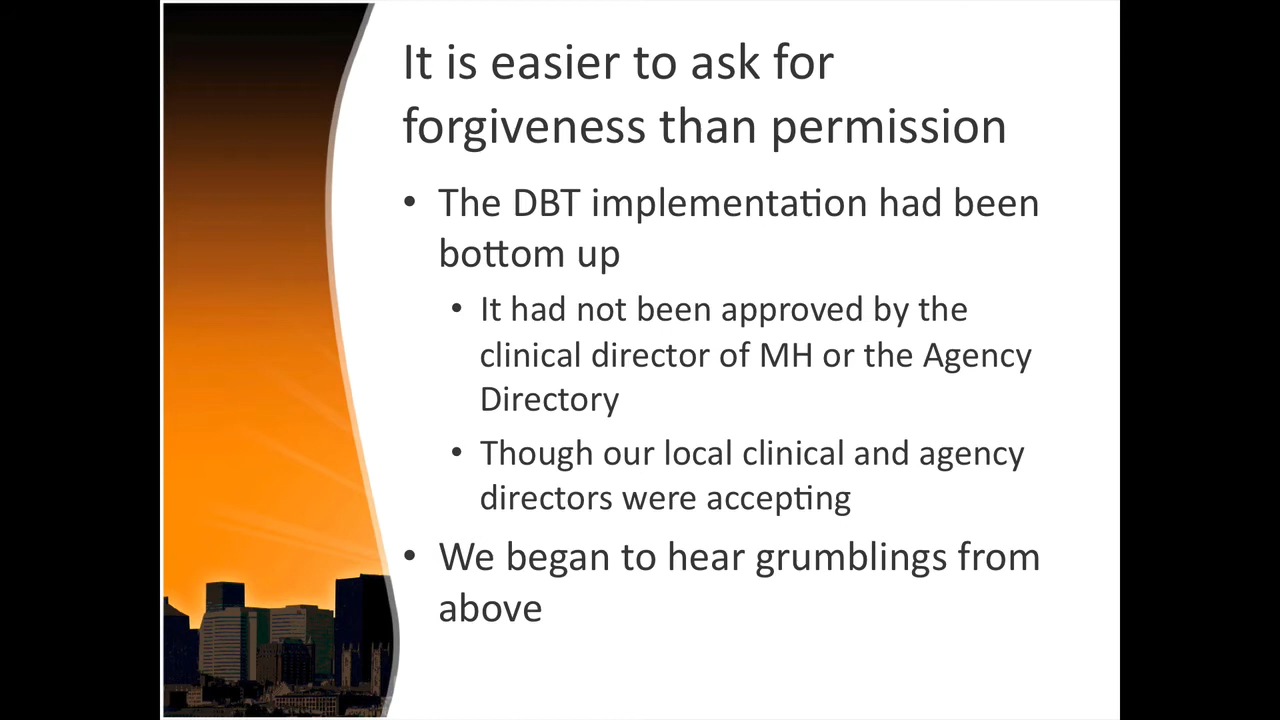 It is easier to ask for
forgiveness than permission
• The DBT implementation had been
bottom up
• It had not been approved by the
clinical director of MH or the Agency
Directory
• Though our local clinical and agency
directors were accepting
• We began to hear grumblings from
above